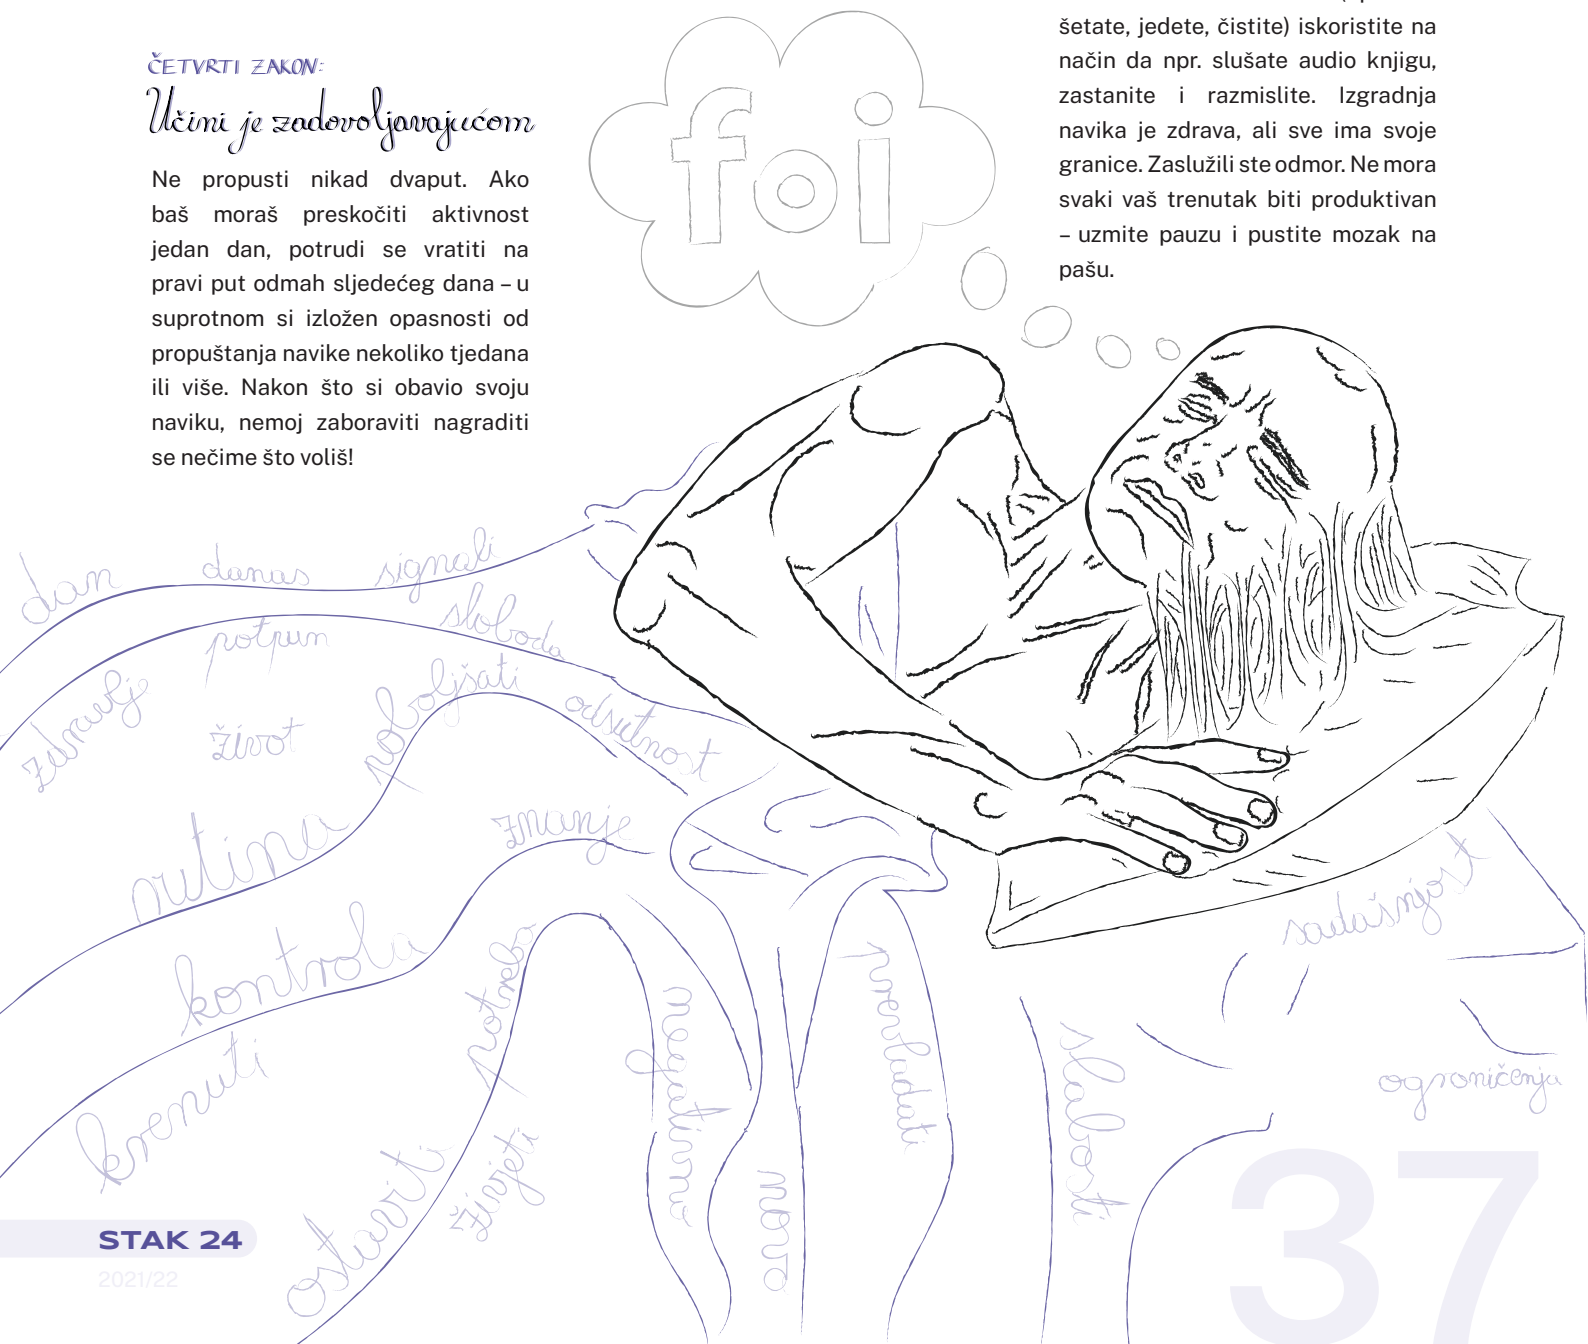 ČETVRTI ZAKON:
Učini je zadovoljavajućom
Ne propusti nikad dvaput. Ako
baš moraš preskočiti aktivnost
jedan dan, potrudi se vratiti na
pravi put odmah sljedećeg dana – u
suprotnom si izložen opasnosti od
propuštanja navike nekoliko tjedana
ili više. Nakon što si obavio svoju
naviku, nemoj zaboraviti nagraditi
se nečime što voliš!
foi
šetate, jedete, čistite) iskoristite na
način da npr. slušate audio knjigu,
zastanite i razmislite. Izgradnja
navika je zdrava, ali sve ima svoje
granice. Zaslužili ste odmor. Ne mora
svaki vaš trenutak biti produktivan
– uzmite pauzu i pustite mozak na
pašu.
dan
danas
signali
sloboda
potpun
zdravlj
život
poboljšati
odsutnost
rutina
znanje
kontrola
potreba
krenuti
ostaviti
živjeti
negativno
novo
prevladati
slabosti
sadašnjost
ograničenja
STAK 24
2021/22
37